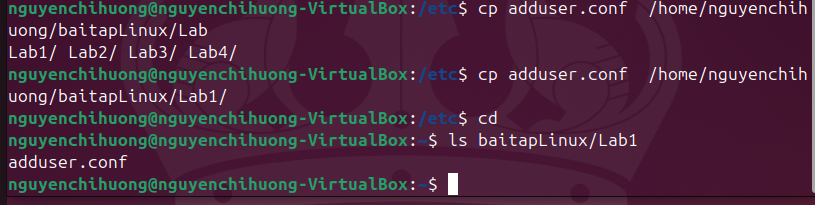 nguyenchihuong@nguyenchihuong-VirtualBox:/etc$ cp adduser.conf  /home/nguyenchih
uong/baitapLinux/Lab
Lab1/ Lab2/ Lab3/ Lab4/
nguyenchihuong@nguyenchihuong-VirtualBox:/etc$ cp adduser.conf  /home/nguyenchih
uong/baitapLinux/Lab1/
nguyenchihuong@nguyenchihuong-VirtualBox:/etc$ cd
nguyenchihuong@nguyenchihuong-VirtualBox:~$ ls baitapLinux/Lab1
adduser.conf
nguyenchihuong@nguyenchihuong-VirtualBox:~$